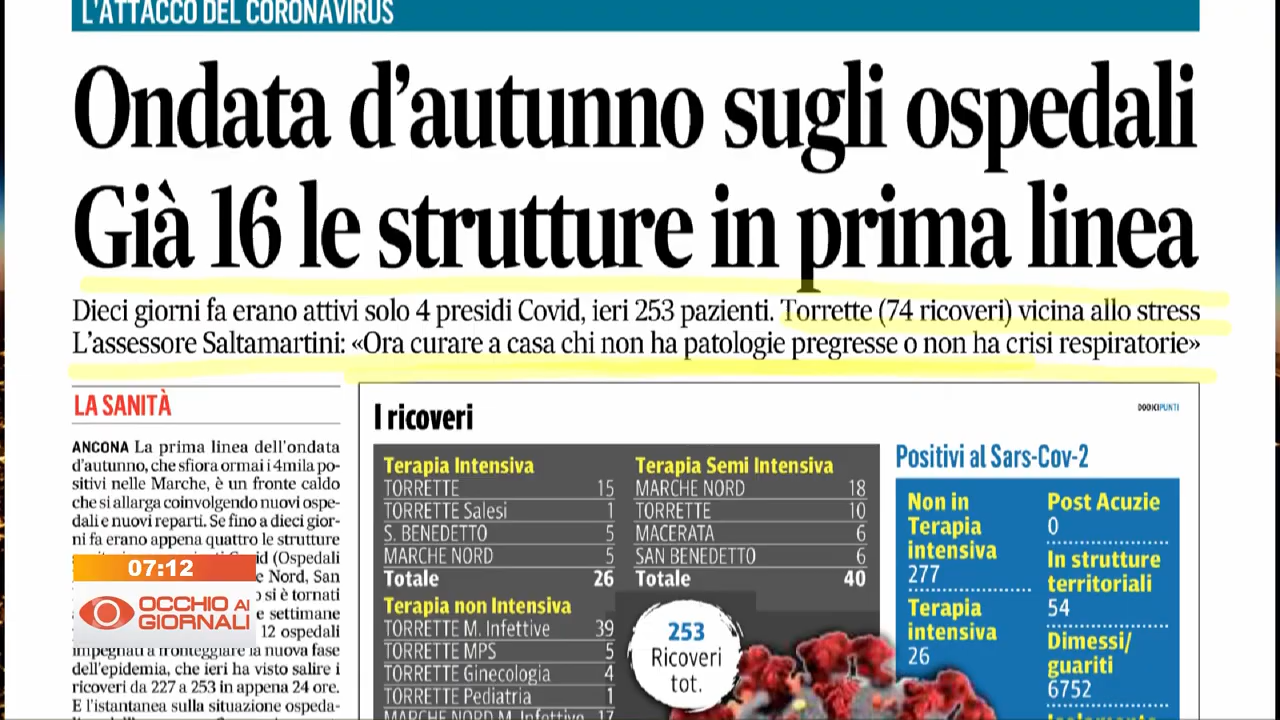 L'ATTACCO DEL CORONAVIRUS
Ondata d'autunno sugli ospedali
Già 16 le strutture in prima linea
Dieci giorni fa erano attivi solo 4 presidi Covid, ieri 253 pazienti. Torrette (74 ricoveri) vicina allo stress
L'assessore Saltamartini: «Ora curare a casa chi non ha patologie pregresse o non ha crisi respiratorie»
LA SANITÀ
ANCONA La prima linea dell'ondata
d'autunno, che sfiora ormai i 4mila po-
sitivi nelle Marche, è un fronte caldo
che si allarga coinvolgendo nuovi ospe-
dali e nuovi reparti. Se fino a dieci gior-
ni fa erano appena quattro le strutture
(Ospedali
Nord, San
si è tornati
e settimane
12 ospedali
impegnati a fronteggiare la nuova fase
dell'epidemia, che ieri ha visto salire i
ricoveri da 227 a 253 in appena 24 ore.
E l'istantanea sulla situazione ospeda-
07:12
OCCHIO AI
GIORNALI
I ricoveri
DODICIPUNTI
Terapia Intensiva
TORRETTE 15
TORRETTE Salesi 1
S. BENEDETTO 5
MARCHE NORD 5
Totale 26
Terapia non Intensiva
TORRETTE M. Infettive 39
TORRETTE MPS 5
TORRETTE Ginecologia 4
TORRETTE Pediatria 1
MARCHE NORD M. Infettive 17
Terapia Semi Intensiva
MARCHE NORD 18
TORRETTE 10
MACERATA 6
SAN BENEDETTO 6
Totale 40
253
Ricoveri
tot.
Positivi al Sars-Cov-2
Non in
Terapia
intensiva
277
Terapia
intensiva
26
Post Acuzie
0
In strutture
territoriali
54
Dimessi/
guariti
6752
Isolamento